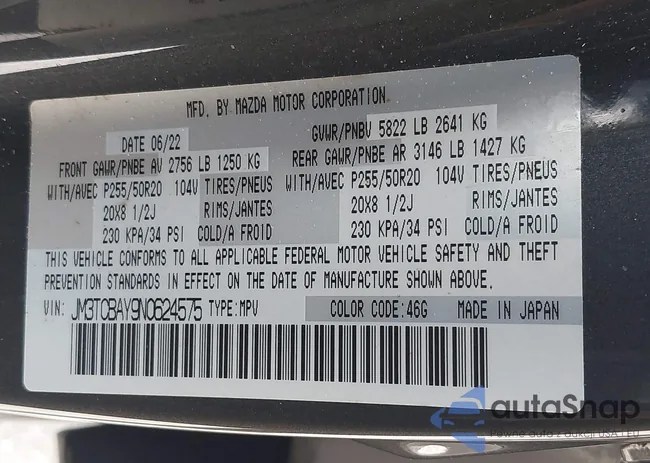 MFD. BY MAZDA MOTOR CORPORATION
DATE 06/22 GVWR/PNBV 5822 LB 2641 KG
FRONT GAWR/PNBE AV 2756 LB 1250 KG REAR GAWR/PNBE AR 3146 LB 1427 KG
WITH/AVEC P255/50R20 104V TIRES/PNEUS WITH/AVEC P255/50R20 104V TIRES/PNEUS
20X8 1/2J RIMS/JANTES 20X8 1/2J RIMS/JANTES
230 KPA/34 PSI COLD/A FROID 230 KPA/34 PSI COLD/A FROID
THIS VEHICLE CONFORMS TO ALL APPLICABLE FEDERAL MOTOR VEHICLE SAFETY AND THEFT
PREVENTION STANDARDS IN EFFECT ON THE DATE OF MANUFACTURE SHOWN ABOVE.
VIN: JM3TCBAY9N0624575 TYPE:MPV COLOR CODE:46G MADE IN JAPAN
autoSnap
Pewne auto z aukcji USA i EU